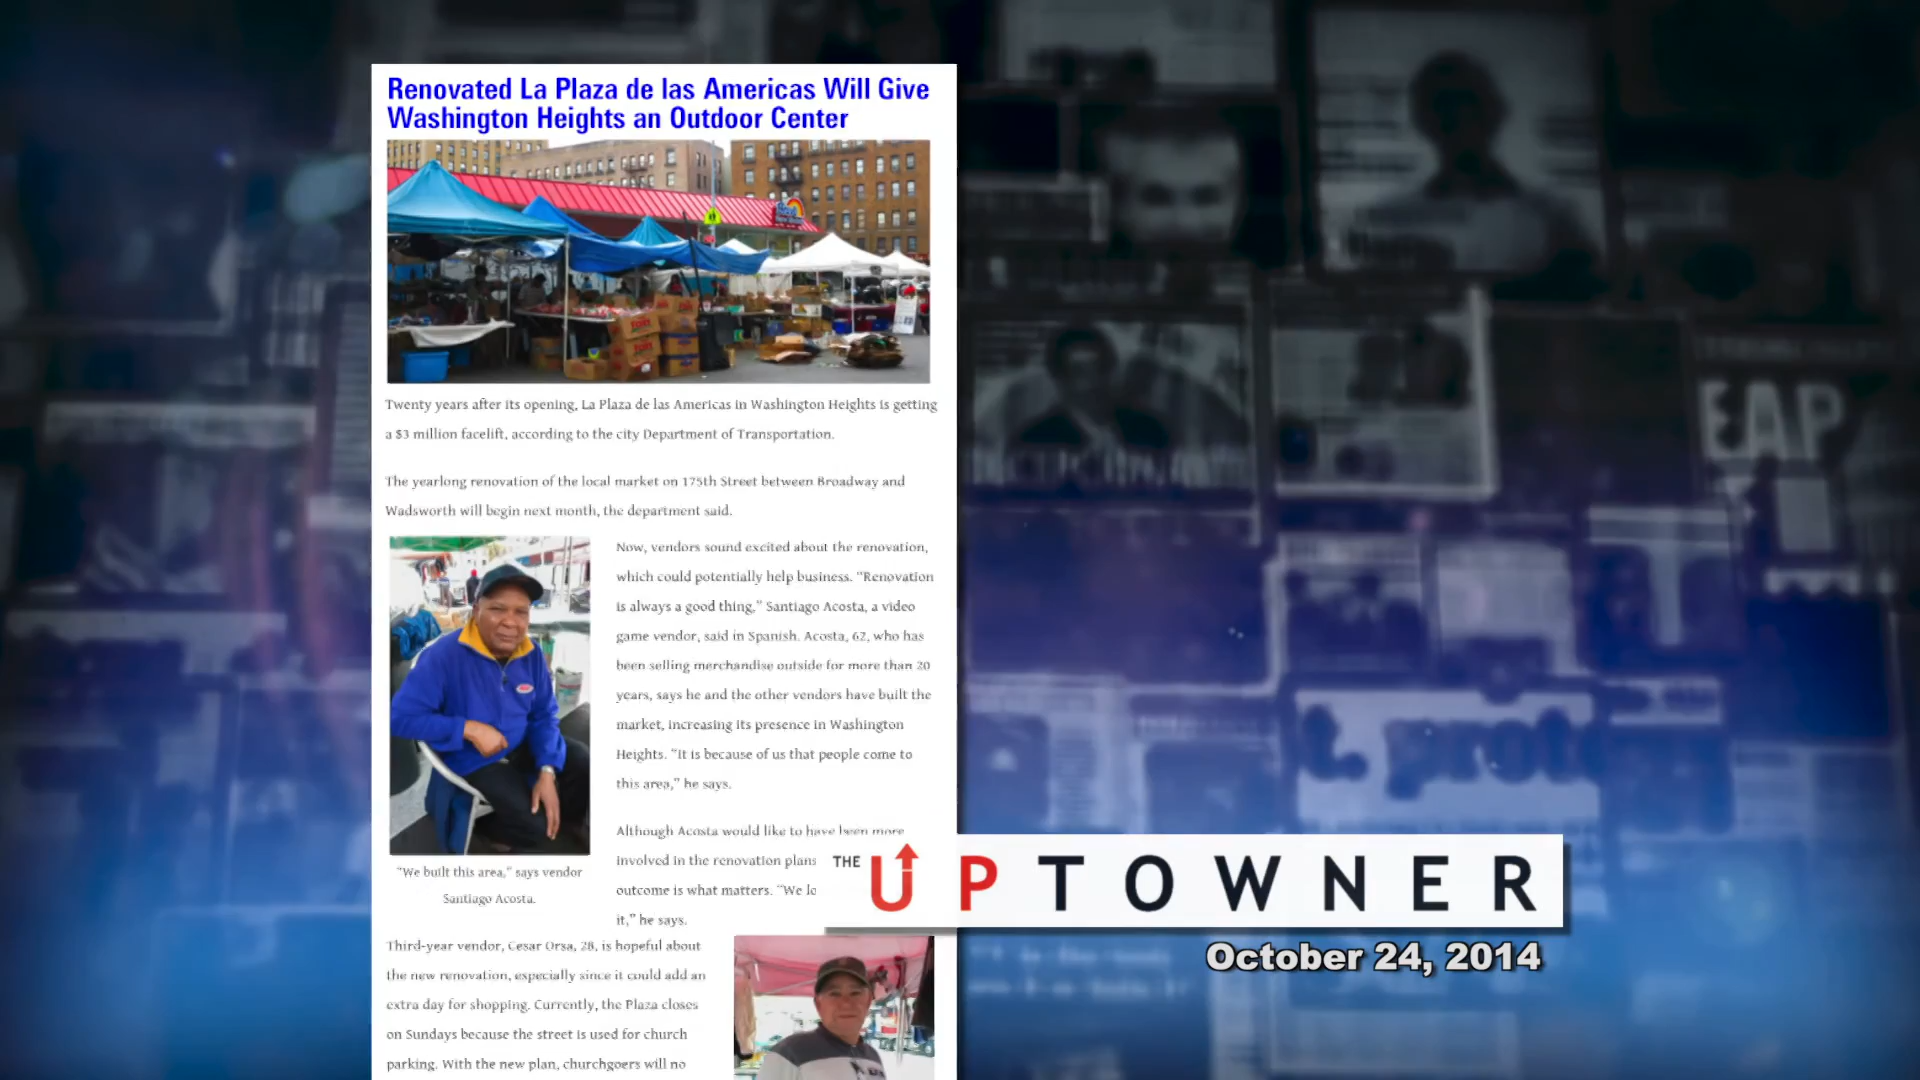 Renovated La Plaza de las Americas Will Give
Washington Heights an Outdoor Center
Twenty years after its opening, La Plaza de las Americas in Washington Heights is getting
a $3 million facelift, according to the city Department of Transportation.
The yearlong renovation of the local market on 175th Street between Broadway and
Wadsworth will begin next month, the department said.
Now, vendors sound excited about the renovation,
which could potentially help business. “Renovation
is always a good thing,” Santiago Acosta, a video
game vendor, said in Spanish. Acosta, 62, who has
been selling merchandise outside for more than 20
years, says he and the other vendors have built the
market, increasing its presence in Washington
Heights. “It is because of us that people come to
this area,” he says.
“We built this area,” says vendor
Santiago Acosta.
Although Acosta would like to have been more
involved in the renovation plans
outcome is what matters. “We
it,” he says.
Third-year vendor, Cesar Orsa, 28, is hopeful about
the new renovation, especially since it could add an
extra day for shopping. Currently, the Plaza closes
on Sundays because the street is used for church
parking. With the new plan, churchgoers will no
THE UPTOWNER
October 24, 2014
EAP